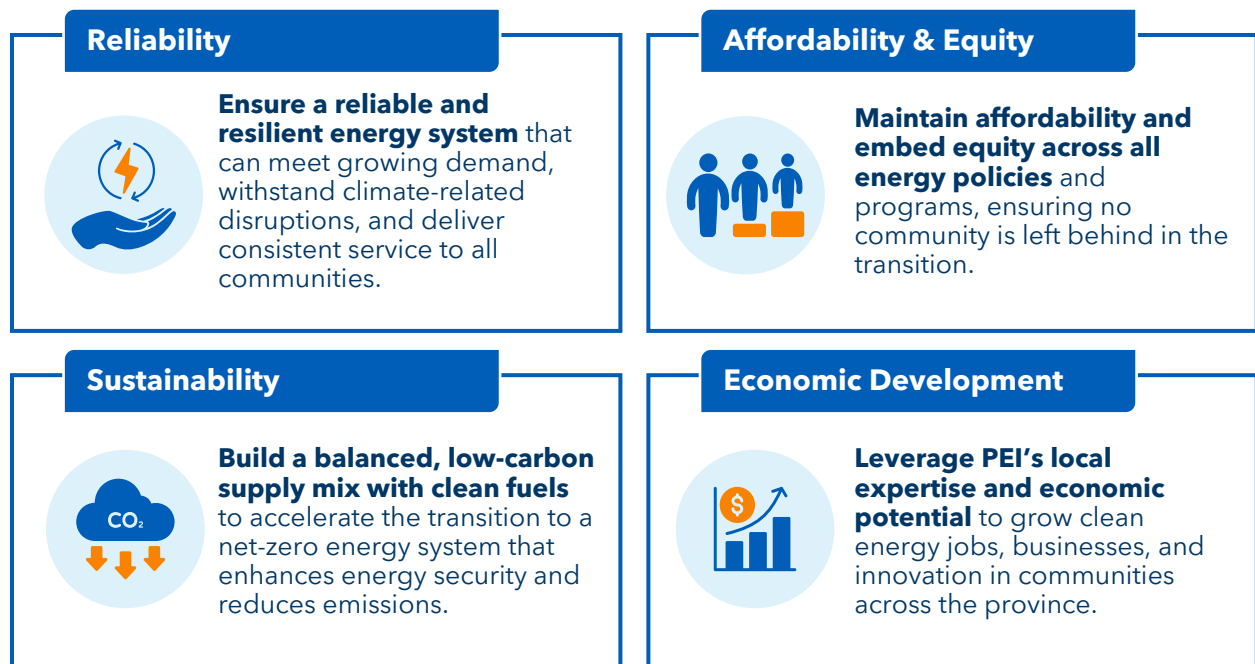 Reliability
Ensure a reliable and
resilient energy system that
can meet growing demand,
withstand climate-related
disruptions, and deliver
consistent service to all
communities.
Affordability & Equity
Maintain affordability and
embed equity across all
energy policies and
programs, ensuring no
community is left behind in the
transition.
Sustainability
CO₂
Build a balanced, low-carbon
supply mix with clean fuels
to accelerate the transition to a
net-zero energy system that
enhances energy security and
reduces emissions.
Economic Development
$
Leverage PEI’s local
expertise and economic
potential to grow clean
energy jobs, businesses, and
innovation in communities
across the province.